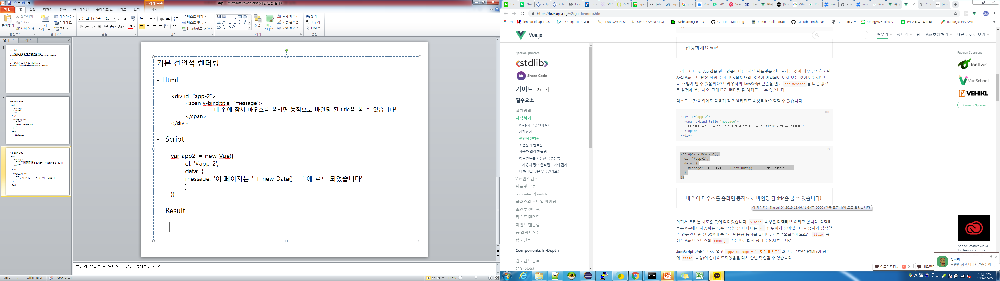 뷰js - Microsoft PowerPoint (제품 인증 실패)
그리기 도구
파일
홈
삽입
디자인
전환
애니메이션
슬라이드 쇼
검토
보기
서식
붙여넣기
잘라내기
복사
서식 복사
클립보드
새
슬라이드
레이아웃
원래대로
구역
슬라이드
맑은 고딕 (본문)
18
글꼴
텍스트 방향
텍스트 맞춤
SmartArt로 변환
단락
정렬
빠른
스타일
도형 채우기
도형 윤곽선
도형 효과
그리기
찾기
바꾸기
선택
편집
슬라이드
개요
1
2
3
기본 선언적 렌더링
- Html
<div id="app-2">
<span v-bind:title="message">
내 위에 잠시 마우스를 올리면 동적으로 바인딩 된 title을 볼 수 있습니다!
</span>
</div>
- Script
var app2 = new Vue({
el: '#app-2',
data: {
message: '이 페이지는 ' + new Date() + ' 에 로드 되었습니다'
}
})
- Result
여기에 슬라이드 노트의 내용을 입력하십시오
슬라이드 3/3
"Office 테마"
영어(미국)
115%
https://kr.vuejs.org/v2/guide/index.html
앱
lenovo ideapad S5...
SQL Injection 대응...
SPARROW NEST
SPARROW NEST 제...
Webhacking.kr - O...
GitHub - MoonHig...
JS Bin - Collaborati...
GitHub - enshahar...
소프트베이스
Spring에서 Tiles 사...
[알고리즘] 컴퓨터...
[Node.js] 윈도우에...
Vue.js
배우기
생태계
팀
Vue 후원하기
다른 언어로 보기
Special Sponsors
<stdlib>
bit Share Code
가이드 2.x
필수요소
설치방법
시작하기
Vue.js가 무엇인가요?
시작하기
선언적 렌더링
조건문과 반복문
사용자 입력 핸들링
컴포넌트를 사용한 작성방법
사용자 정의 엘리먼트와의 관계
더 해야할 것은 무엇인가요?
Vue 인스턴스
템플릿 문법
computed와 watch
클래스와 스타일 바인딩
조건부 렌더링
리스트 렌더링
이벤트 핸들링
폼 입력 바인딩
컴포넌트
Components In-Depth
컴포넌트 등록
슬롯(Slots)
안녕하세요 Vue!
우리는 이미 첫 Vue 앱을 만들었습니다! 문자열 템플릿을 렌더링하는 것과 매우 유사하지만
사실 Vue는 더 많은 작업을 합니다. 데이터와 DOM이 연결되어 이제 모든 것이 반응형입니
다. 어떻게 알 수 있을까요? 브라우저의 JavaScript 콘솔을 열고 app.message 를 다른 값으
로 설정해 보십시오. 그에 따라 렌더링 된 예제를 볼 수 있습니다.
텍스트 보간 이외에도 다음과 같은 엘리먼트 속성을 바인딩할 수 있습니다.
HTML
<div id="app-2">
<span v-bind:title="message">
내 위에 잠시 마우스를 올리면 동적으로 바인딩 된 title을 볼 수 있습니다!
</span>
</div>
JS
var app2 = new Vue({
el: '#app-2',
data: {
message: '이 페이지는 ' + new Date() + ' 에 로드 되었습니다'
}
})
내 위에 마우스를 올리면 동적으로 바인딩 된 title을 볼 수 있습니다!
이 페이지는 Thu Jul 04 2019 11:46:41 GMT+0900 (한국 표준시)에 로드 되었습니다
여기서 우리는 새로운 곳에 다다랐습니다. v-bind 속성은 디렉티브 이라고 합니다. 디렉티
브는 Vue에서 제공하는 특수 속성임을 나타내는 v- 접두어가 붙어있으며 사용자가 짐작할
수 있듯 렌더링 된 DOM에 특수한 반응형 동작을 합니다. 기본적으로 "이 요소의 title 속
성을 Vue 인스턴스의 message 속성으로 최신 상태를 유지 합니다."
JavaScript 콘솔을 다시 열고 app2.message = '새로운 메시지' 라고 입력하면 HTML(이 경우
에 title 속성)이 업데이트되었음을 다시 한번 확인할 수 있습니다.
Patreon Sponsors
tooltwist
VueSchool
VEHIKL
Become a Sponsor
Adobe Creative Cloud
for Teams starting at
찜하이
로윈만 잡고 나머지 하드돌아...
이트리주김...
1
배드민턴
오전 9:59
2019-07-05